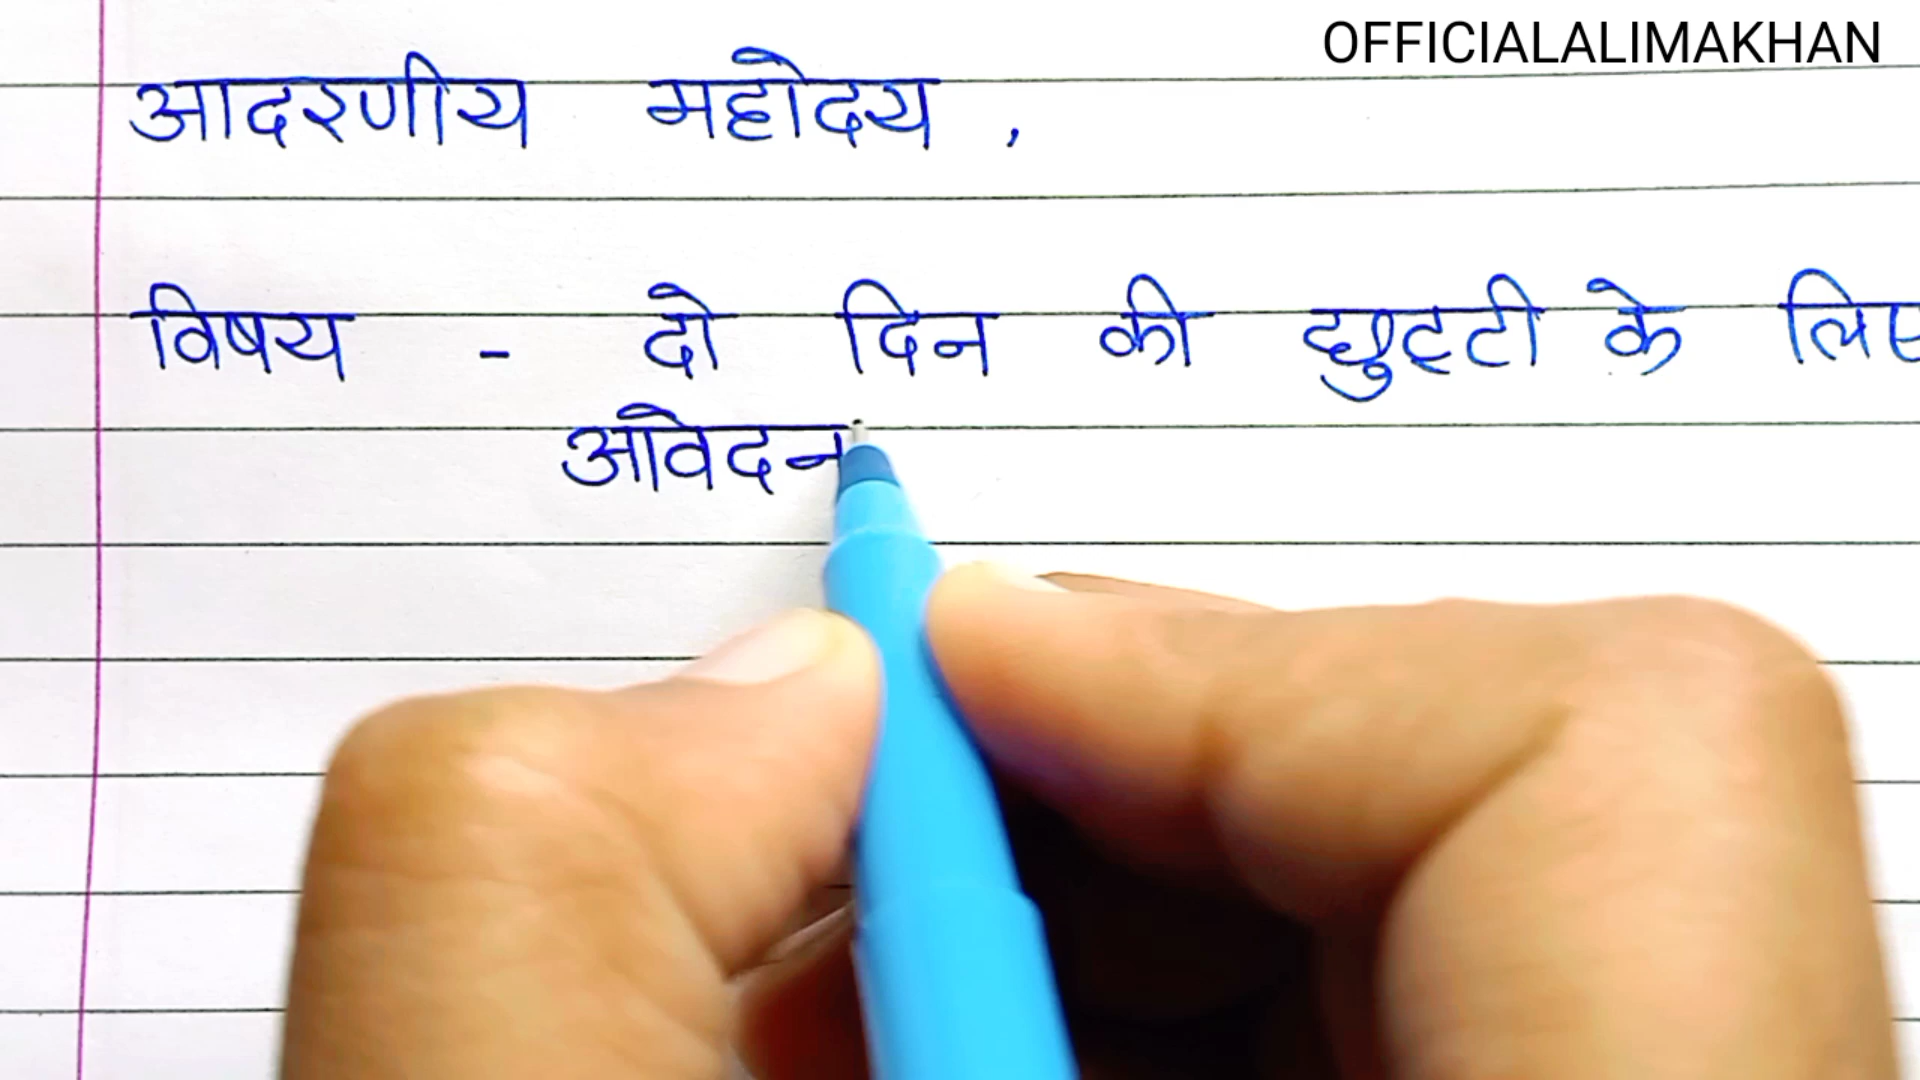 OFFICIALALIMAKHAN
आदरणीय महोदय ,
विषय - दो दिन की छुट्टी के लिए
आवेदन